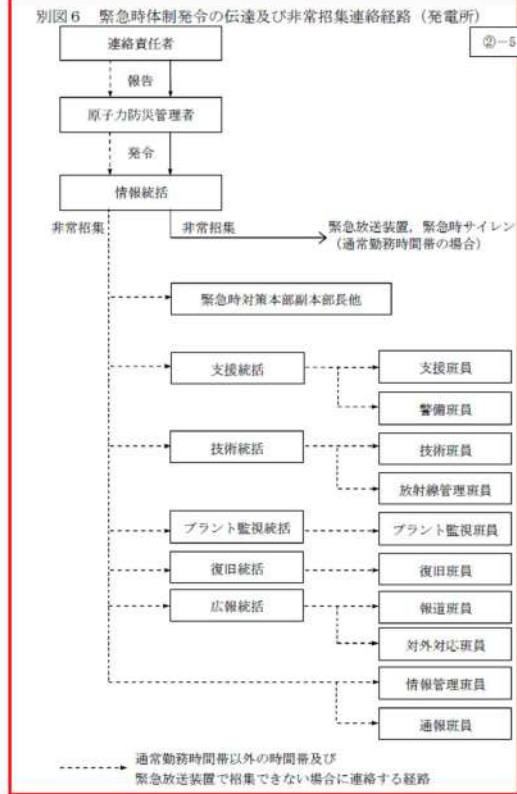 別図6　緊急時体制発令の伝達及び非常招集連絡経路（発電所）
②－5
連絡責任者
報告
原子力防災管理者
発令
情報統括
非常招集
非常招集
緊急放送装置，緊急時サイレン
（通常勤務時間帯の場合）
緊急時対策本部副本部長他
支援統括
支援班員
警備班員
技術統括
技術班員
放射線管理班員
プラント監視統括
プラント監視班員
復旧統括
復旧班員
広報統括
報道班員
対外対応班員
情報管理班員
通報班員
通常勤務時間帯以外の時間帯及び
緊急放送装置で招集できない場合に連絡する経路